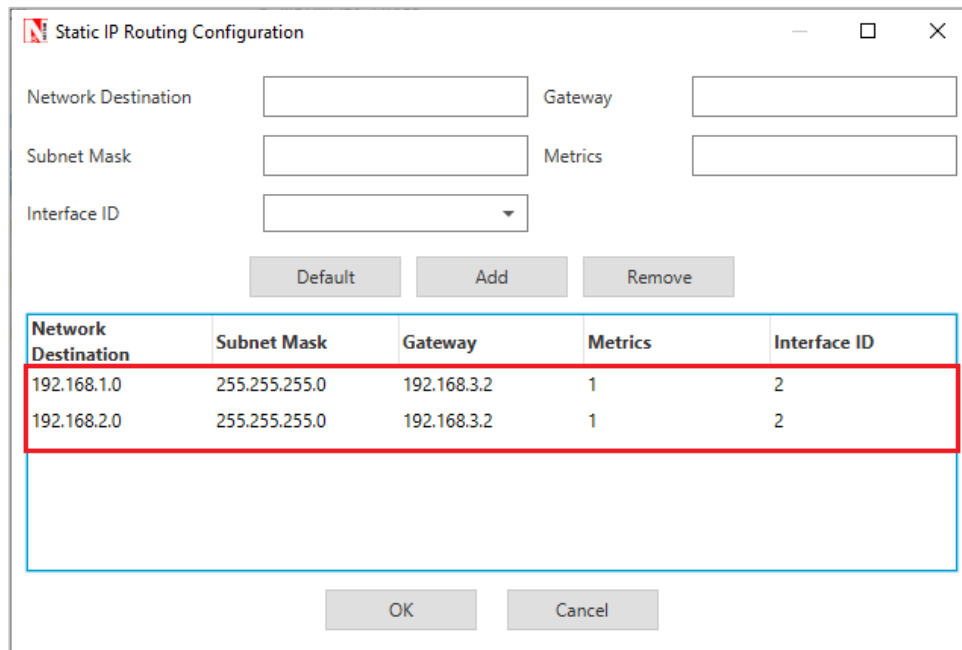 Static IP Routing Configuration
Network Destination
Gateway
Subnet Mask
Metrics
Interface ID
Default Add Remove
Network Destination Subnet Mask Gateway Metrics Interface ID
192.168.1.0 255.255.255.0 192.168.3.2 1 2
192.168.2.0 255.255.255.0 192.168.3.2 1 2
OK Cancel